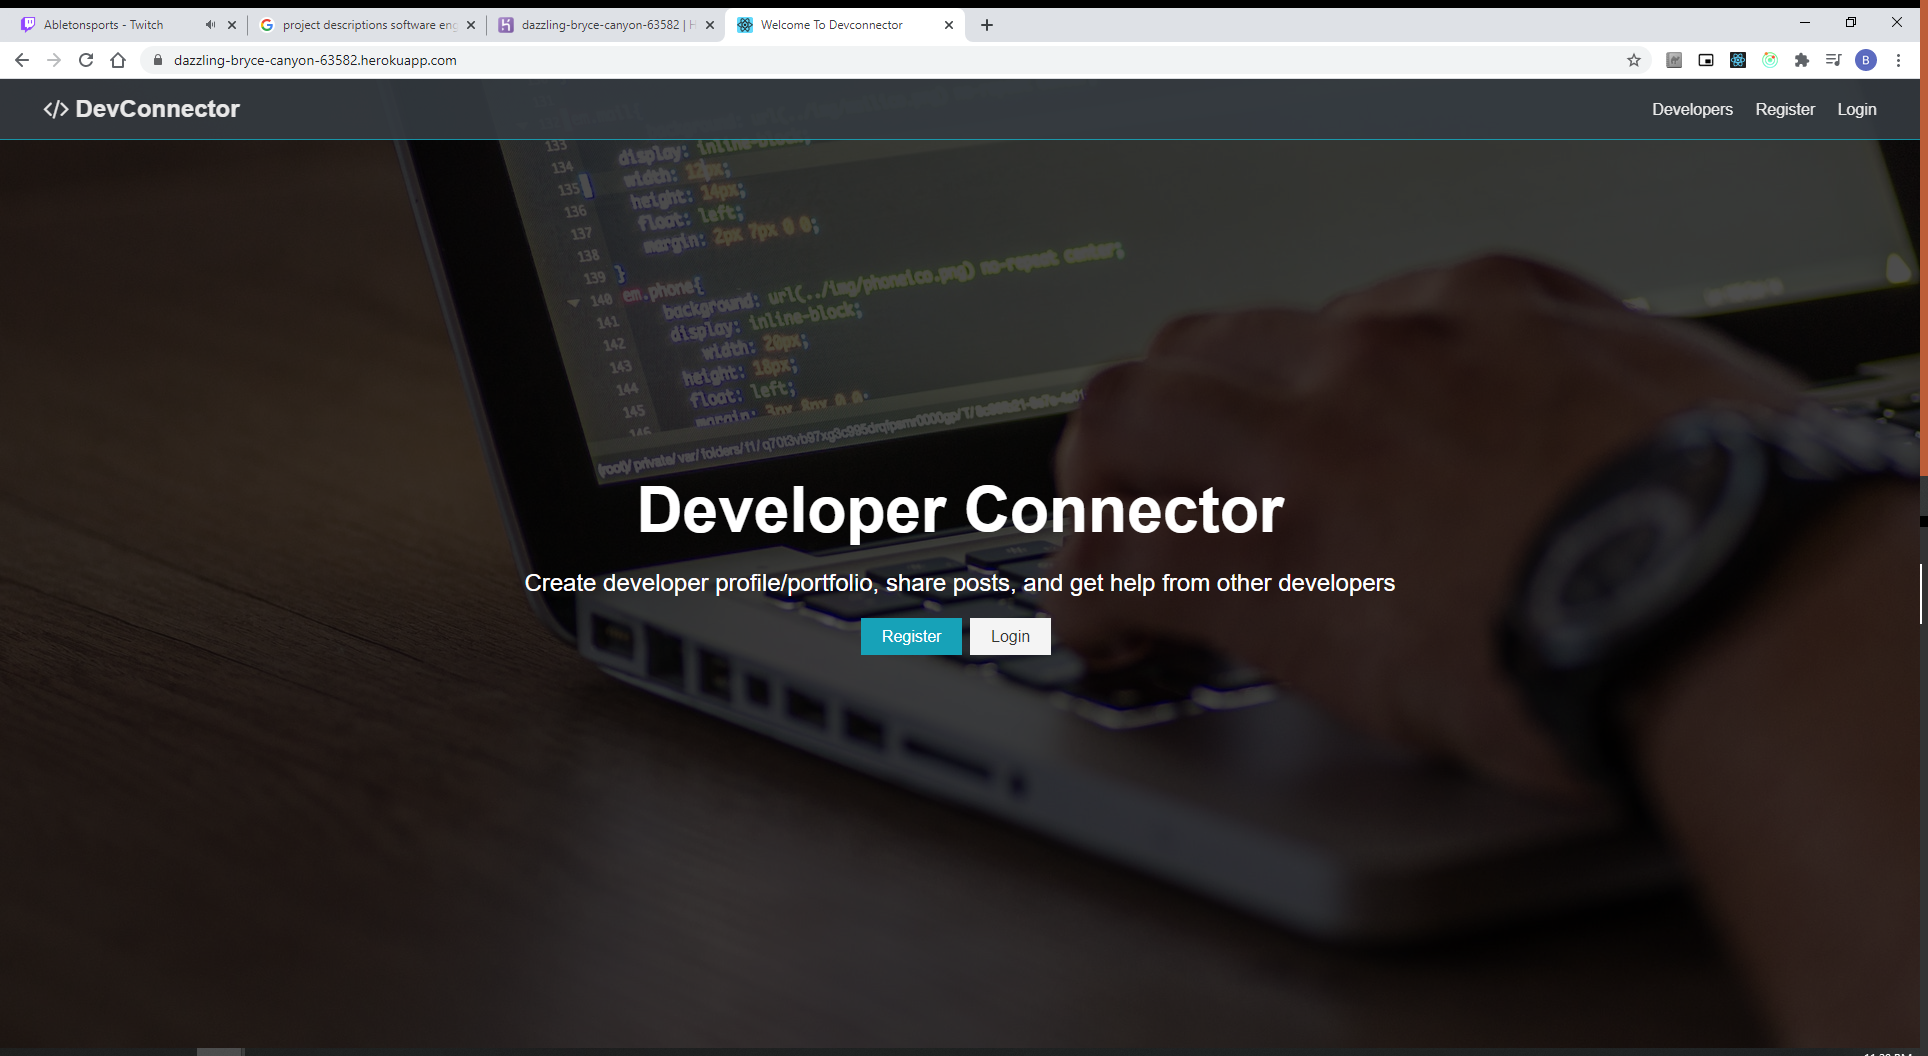 Abletonsports - Twitch
project descriptions software eng
dazzling-bryce-canyon-63582 | H
Welcome To Devconnector
dazzling-bryce-canyon-63582.herokuapp.com
B
</> DevConnector
Developers
Register
Login
133
134 display: inline-block;
135 width: 12px;
136 height: 14px;
137 float: left;
138 margin: 2px 7px 0 0;
139 }
140 em.phone{
141 background: url(../img/phoneico.png) no-repeat center;
142 display: inline-block;
143 width: 20px;
144 height: 18px;
145 float: left;
146 margin: 3px 8px 0 0;
(root)/ private/ var/ folders/
Developer Connector
Create developer profile/portfolio, share posts, and get help from other developers
Register
Login